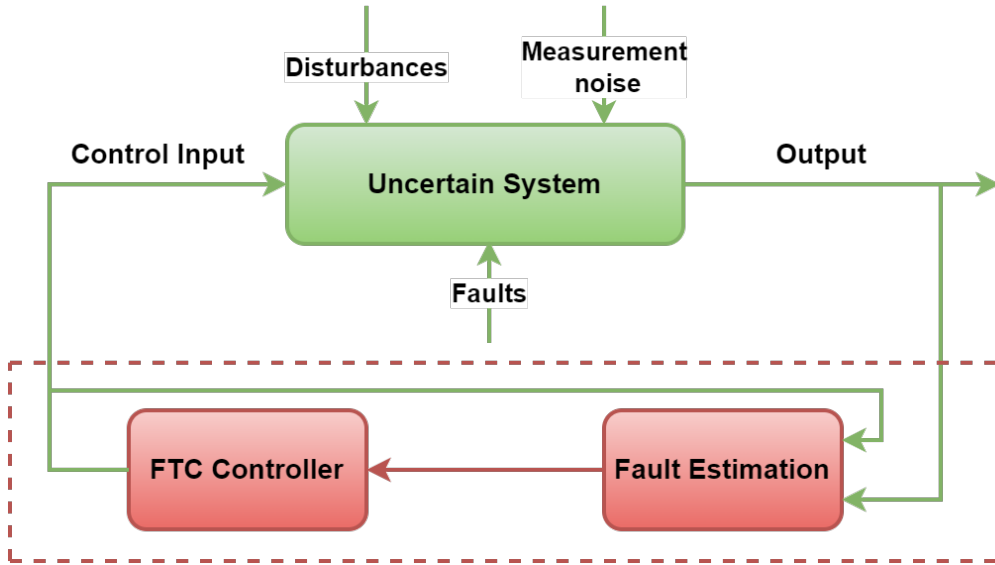 Disturbances
Measurement
noise
Control Input
Uncertain System
Output
Faults
FTC Controller
Fault Estimation